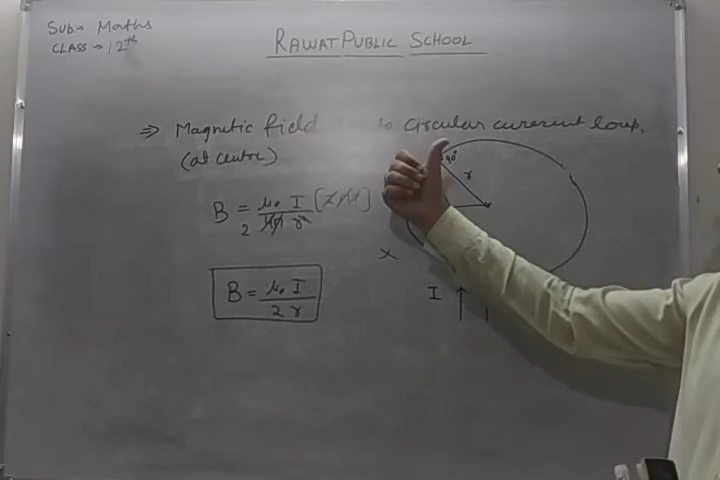 Sub→ Maths
CLASS → 12th
RAWAT PUBLIC SCHOOL
⇒ Magnetic field to circular current loop.
(at centre)
90°
r
B = μ₀ I [2πr]
2 4π r²
B = μ₀ I
2 r
x
I ↑